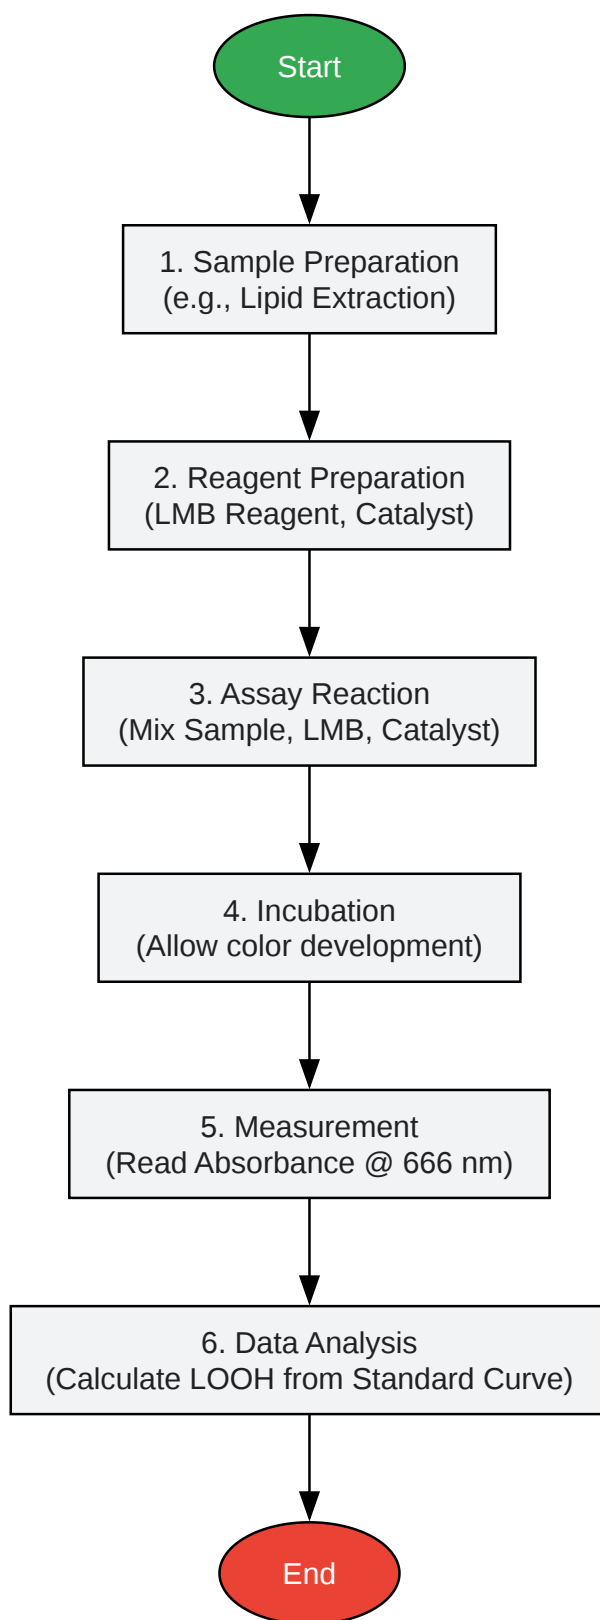 Start
1. Sample Preparation
(e.g., Lipid Extraction)
2. Reagent Preparation
(LMB Reagent, Catalyst)
3. Assay Reaction
(Mix Sample, LMB, Catalyst)
4. Incubation
(Allow color development)
5. Measurement
(Read Absorbance @ 666 nm)
6. Data Analysis
(Calculate LOOH from Standard Curve)
End